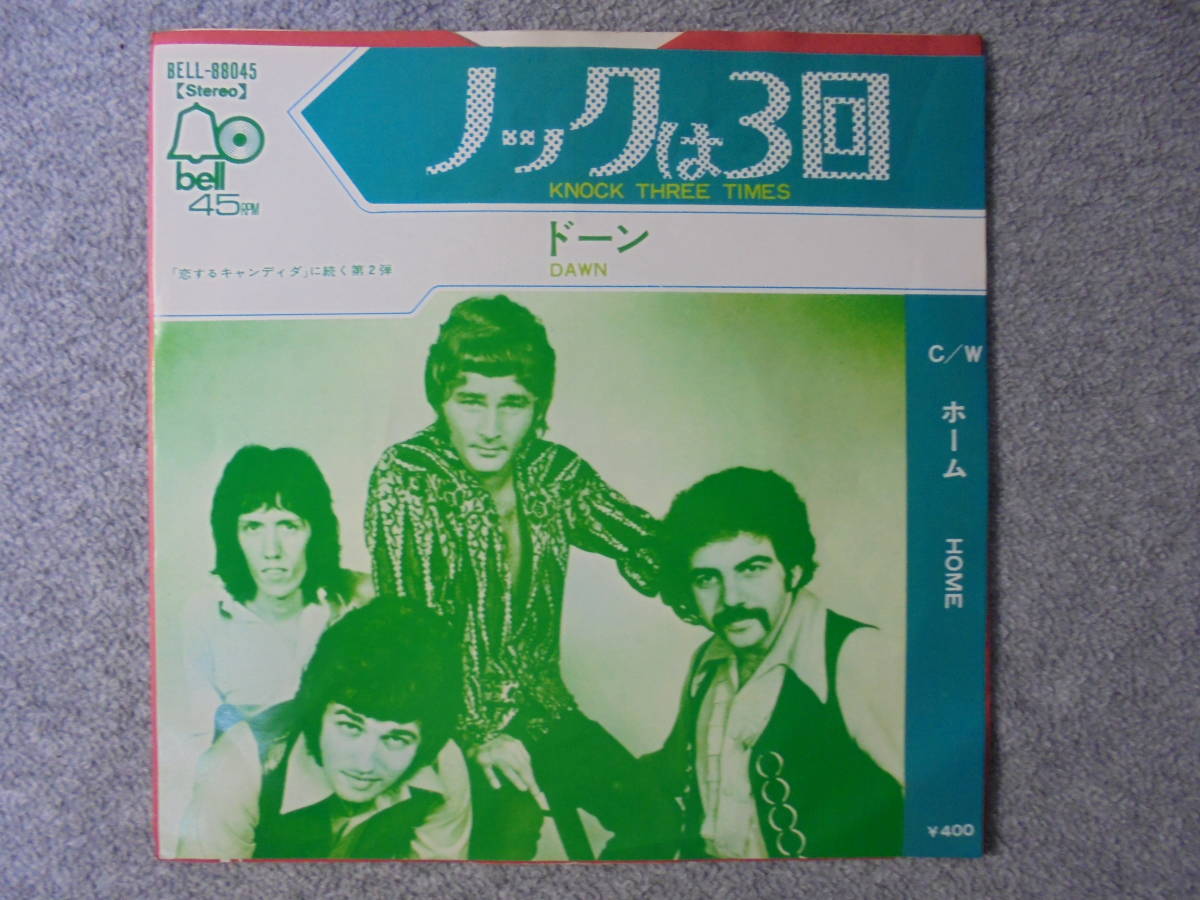 BELL-88045
【Stereo】
bell
45RPM
ノックは3回
KNOCK THREE TIMES
ドーン
DAWN
「恋するキャンディダ」に続く第2弾
C/W
ホーム
HOME
¥400